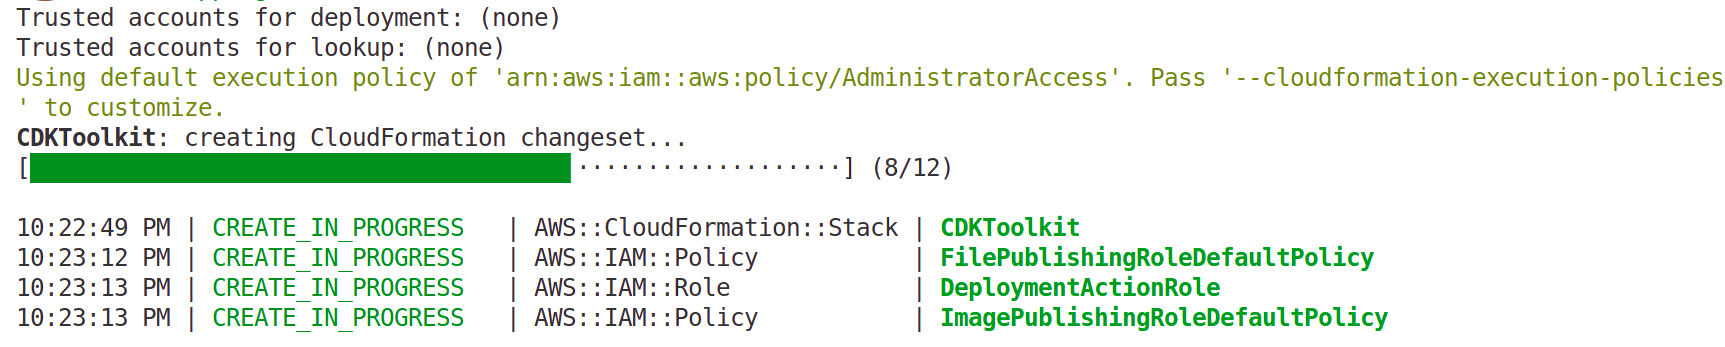 Trusted accounts for deployment: (none)
Trusted accounts for lookup: (none)
Using default execution policy of 'arn:aws:iam::aws:policy/AdministratorAccess'. Pass '--cloudformation-execution-policies
' to customize.
CDKToolkit: creating CloudFormation changeset...
[███████████████████████████████████████···················] (8/12)
10:22:49 PM | CREATE_IN_PROGRESS | AWS::CloudFormation::Stack | CDKToolkit
10:23:12 PM | CREATE_IN_PROGRESS | AWS::IAM::Policy | FilePublishingRoleDefaultPolicy
10:23:13 PM | CREATE_IN_PROGRESS | AWS::IAM::Role | DeploymentActionRole
10:23:13 PM | CREATE_IN_PROGRESS | AWS::IAM::Policy | ImagePublishingRoleDefaultPolicy